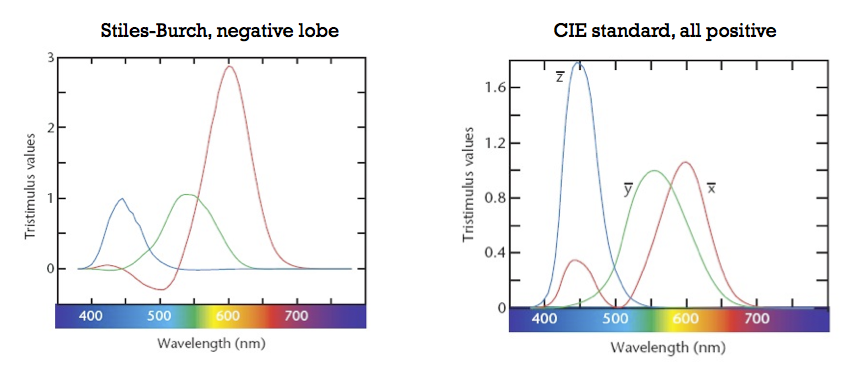 Stiles-Burch, negative lobe
Tristimulus values
3
2
1
0
400 500 600 700
Wavelength (nm)
CIE standard, all positive
Tristimulus values
1.6
1.2
0.8
0.4
0
z̅
y̅
x̅
400 500 600 700
Wavelength (nm)